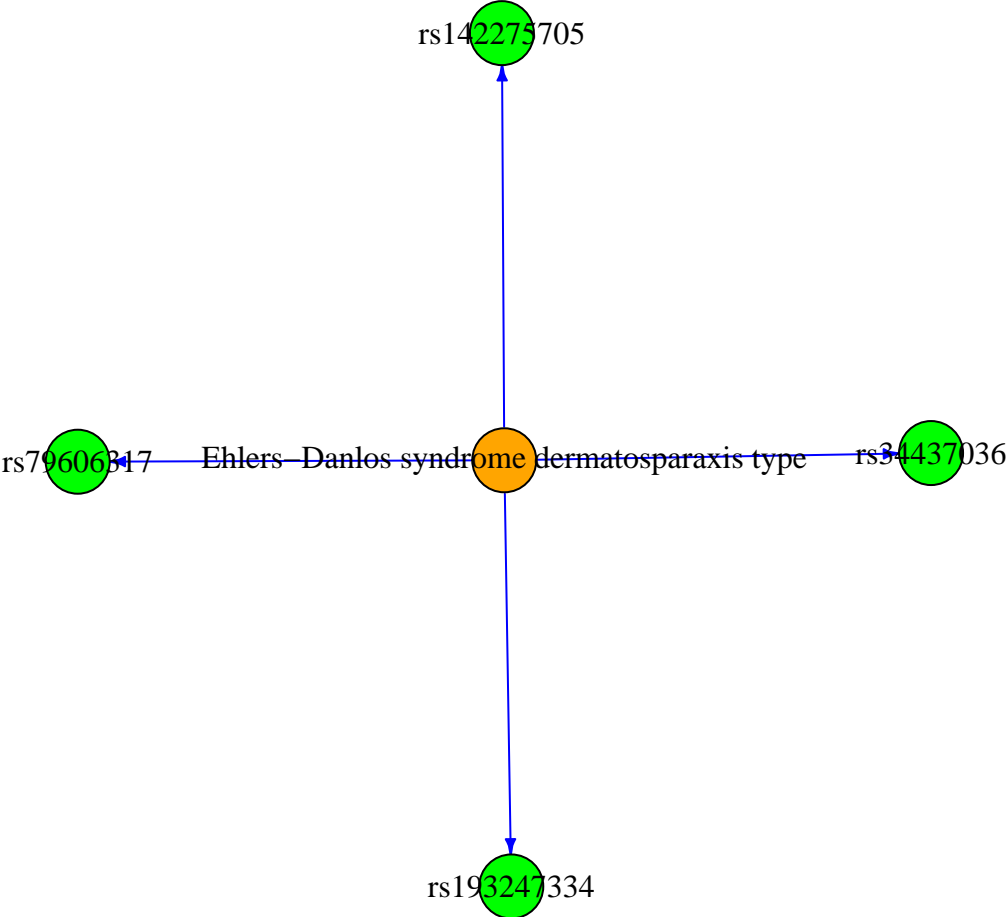 rs142275705
rs79606317
Ehlers–Danlos syndrome dermatosparaxis type
rs34437036
rs193247334